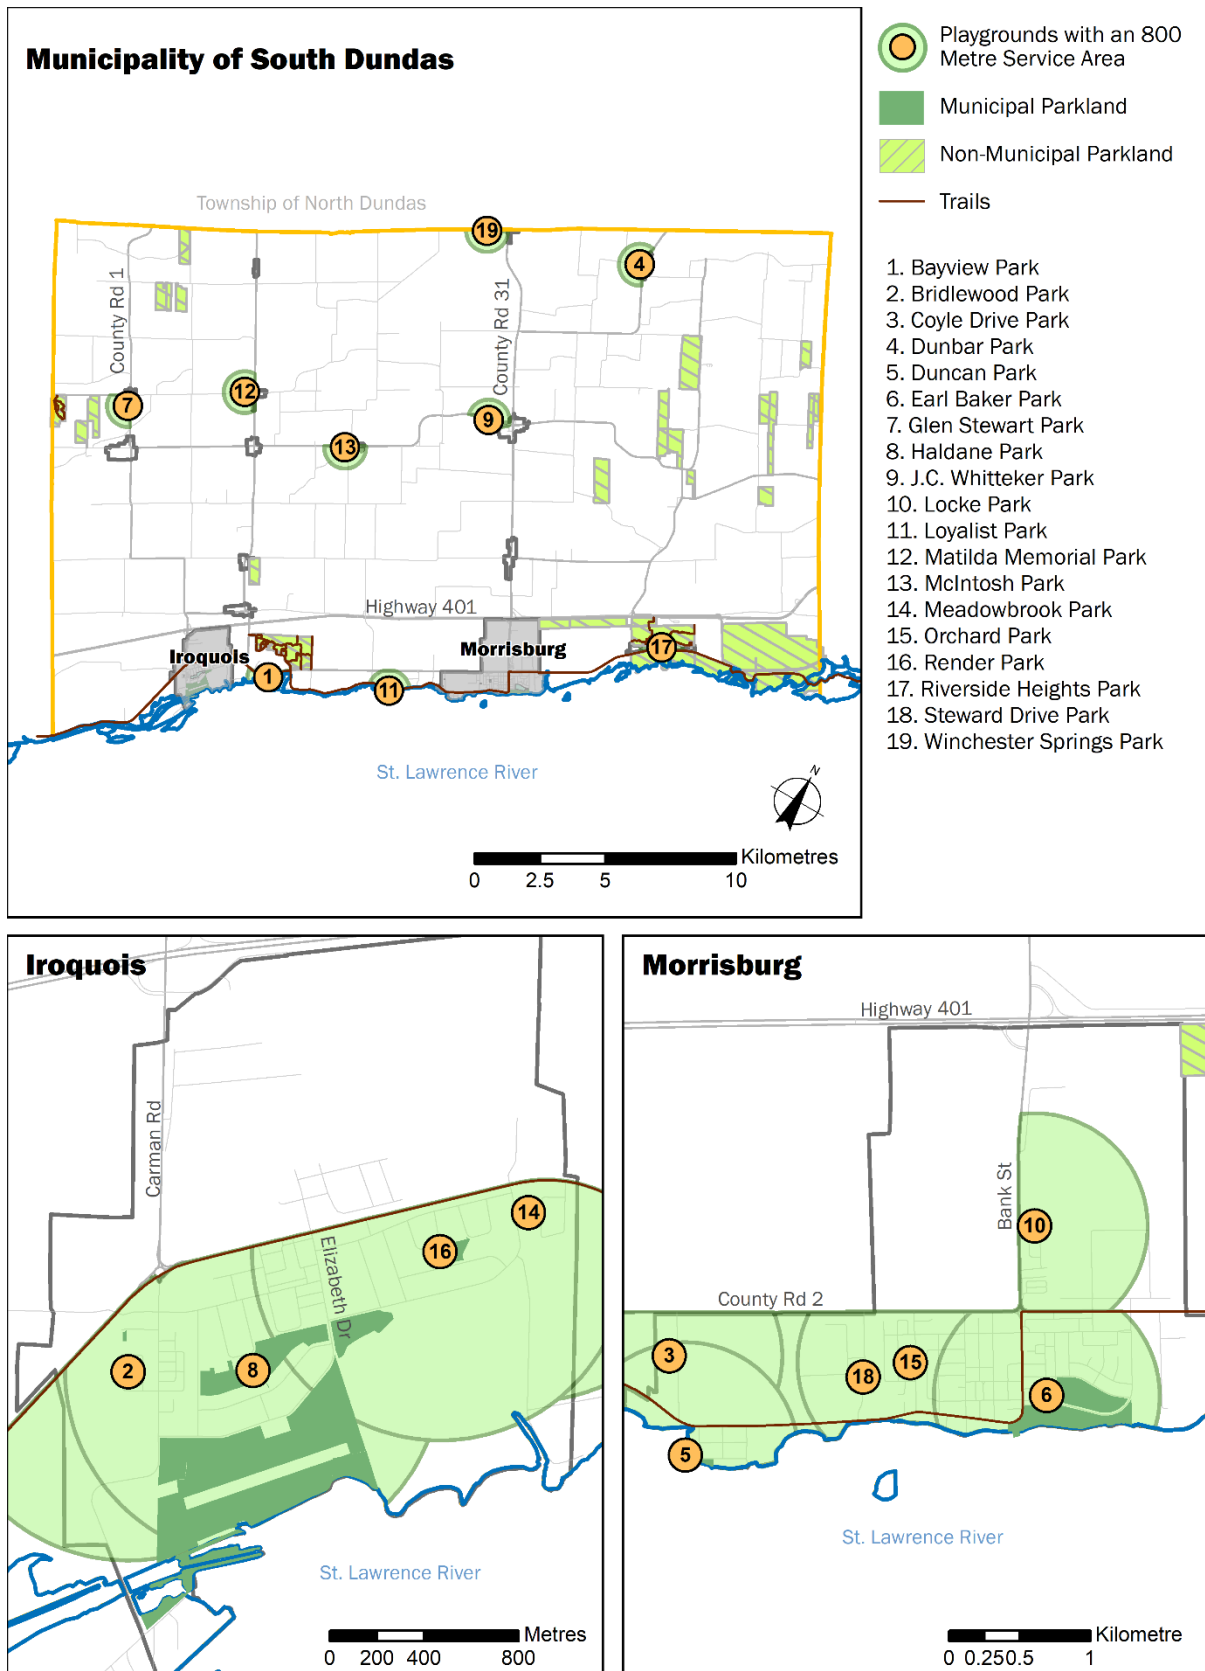 Municipality of South Dundas
Playgrounds with an 800
Metre Service Area
Municipal Parkland
Non-Municipal Parkland
Trails
1. Bayview Park
2. Bridlewood Park
3. Coyle Drive Park
4. Dunbar Park
5. Duncan Park
6. Earl Baker Park
7. Glen Stewart Park
8. Haldane Park
9. J.C. Whitteker Park
10. Locke Park
11. Loyalist Park
12. Matilda Memorial Park
13. McIntosh Park
14. Meadowbrook Park
15. Orchard Park
16. Render Park
17. Riverside Heights Park
18. Steward Drive Park
19. Winchester Springs Park
Township of North Dundas
19
4
County Rd 1
County Rd 31
12
7
9
13
Highway 401
Iroquois
Morrisburg
17
1
11
St. Lawrence River
N
Kilometres
0 2.5 5 10
Iroquois
Carman Rd
Elizabeth Dr
14
16
2
8
St. Lawrence River
Metres
0 200 400 800
Morrisburg
Highway 401
Bank St
10
County Rd 2
3
15
18
6
5
St. Lawrence River
Kilometre
0 0.25 0.5 1